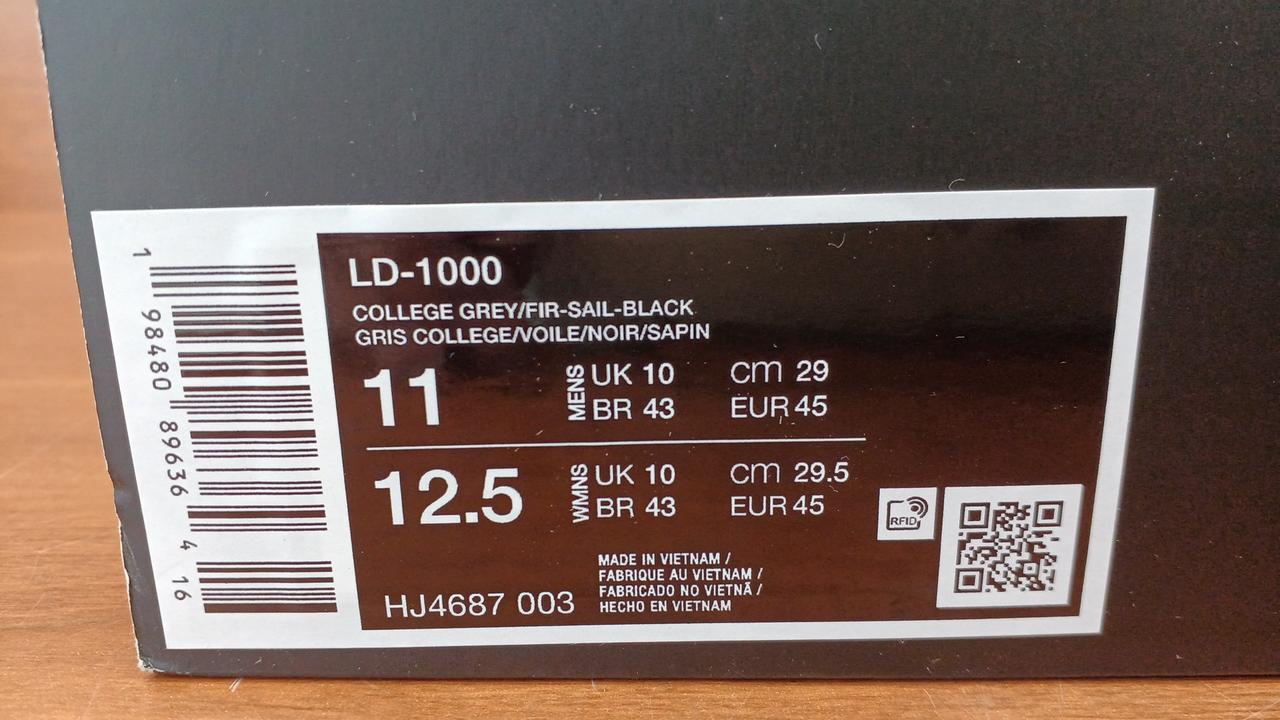 1 98480 89636 4 16
LD-1000
COLLEGE GREY/FIR-SAIL-BLACK
GRIS COLLEGE/VOILE/NOIR/SAPIN
11 MENS UK 10 cm 29
BR 43 EUR 45
12.5 WMNS UK 10 cm 29.5
BR 43 EUR 45
RFID
MADE IN VIETNAM /
FABRIQUE AU VIETNAM /
FABRICADO NO VIETNÃ /
HECHO EN VIETNAM
HJ4687 003